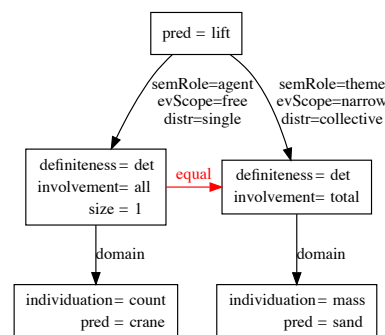 pred = lift
semRole=agent
evScope=free
distr=single
semRole=theme
evScope=narrow
distr=collective
definiteness = det
involvement = all
size = 1
equal
definiteness = det
involvement = total
domain
domain
individuation = count
pred = crane
individuation = mass
pred = sand